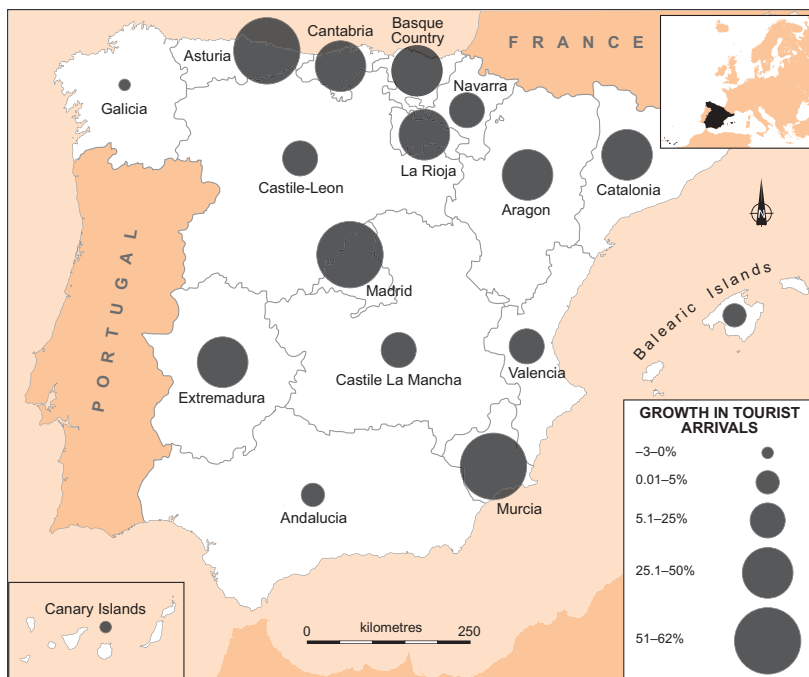 Basque
Country
Cantabria
Asturia
FRANCE
Navarra
Galicia
La Rioja
Castile-Leon
Catalonia
Aragon
N
Madrid
PORTUGAL
Balearic Islands
Valencia
Castile La Mancha
Extremadura
GROWTH IN TOURIST
ARRIVALS
–3–0%
0.01–5%
5.1–25%
25.1–50%
51–62%
Murcia
Andalucia
Canary Islands
0 kilometres 250